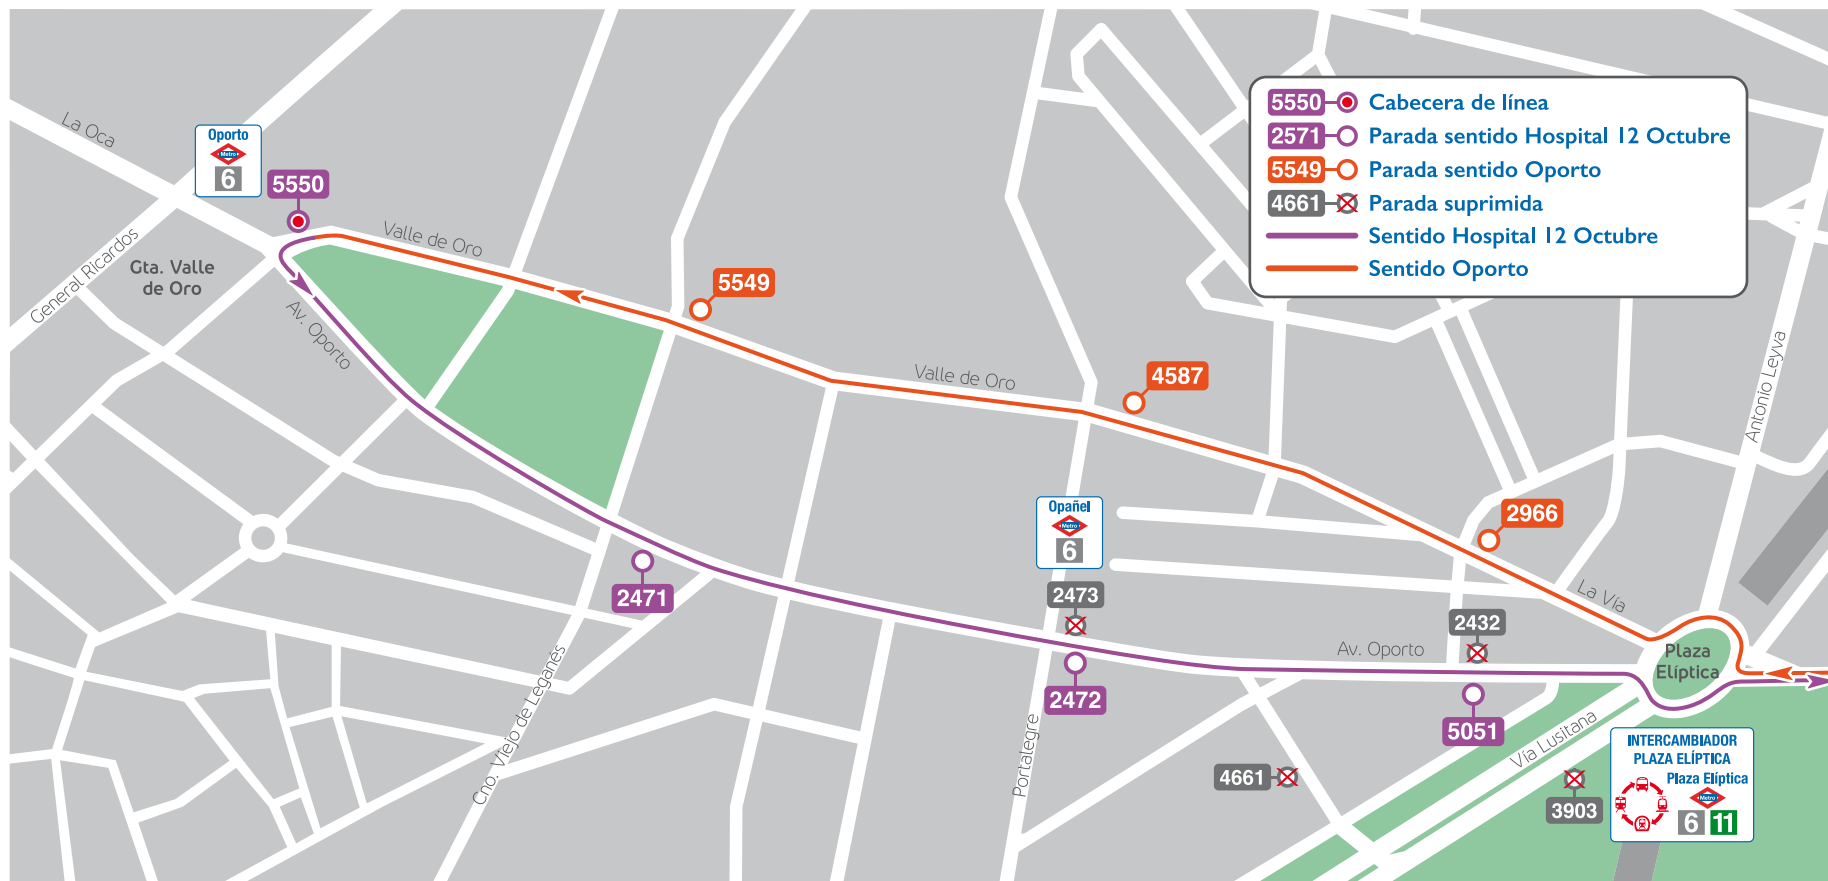 La Oca
Oporto
Metro
6
5550
General Ricardos
Gta. Valle
de Oro
Av. Oporto
Valle de Oro
5549
Valle de Oro
4587
5550 Cabecera de línea
2571 Parada sentido Hospital 12 Octubre
5549 Parada sentido Oporto
4661 Parada suprimida
Sentido Hospital 12 Octubre
Sentido Oporto
Antonio Leyva
Opañel
Metro
6
2966
2471
2473
2472
2432
La Vía
Av. Oporto
Plaza
Elíptica
5051
Cno. Viejo de Leganés
Portalegre
Vía Lusitana
4661
3903
INTERCAMBIADOR
PLAZA ELÍPTICA
Plaza Elíptica
Metro
6 11